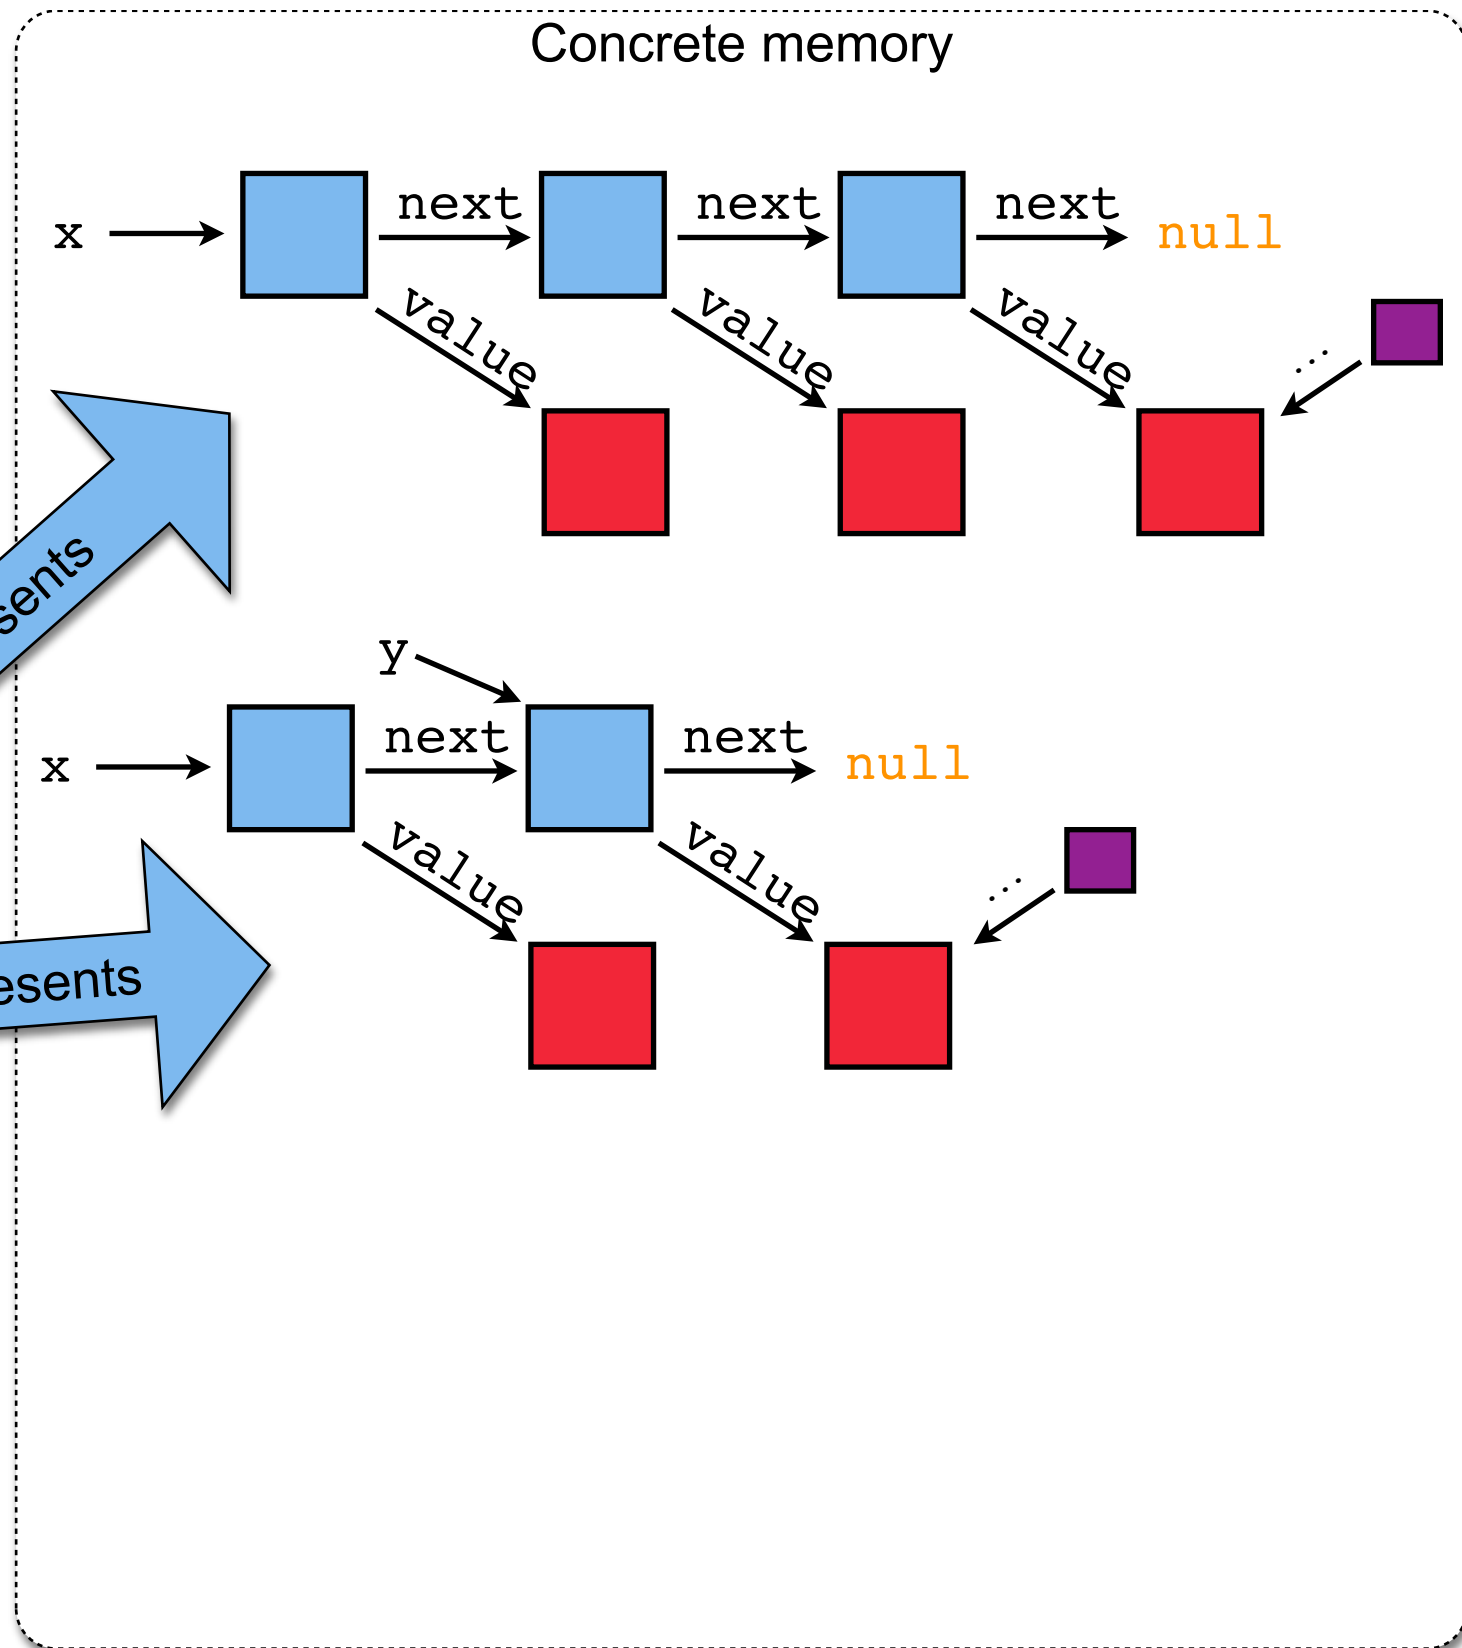 Concrete memory
x next next next null
value value value ...
sents
y
x next next null
value value ...
esents